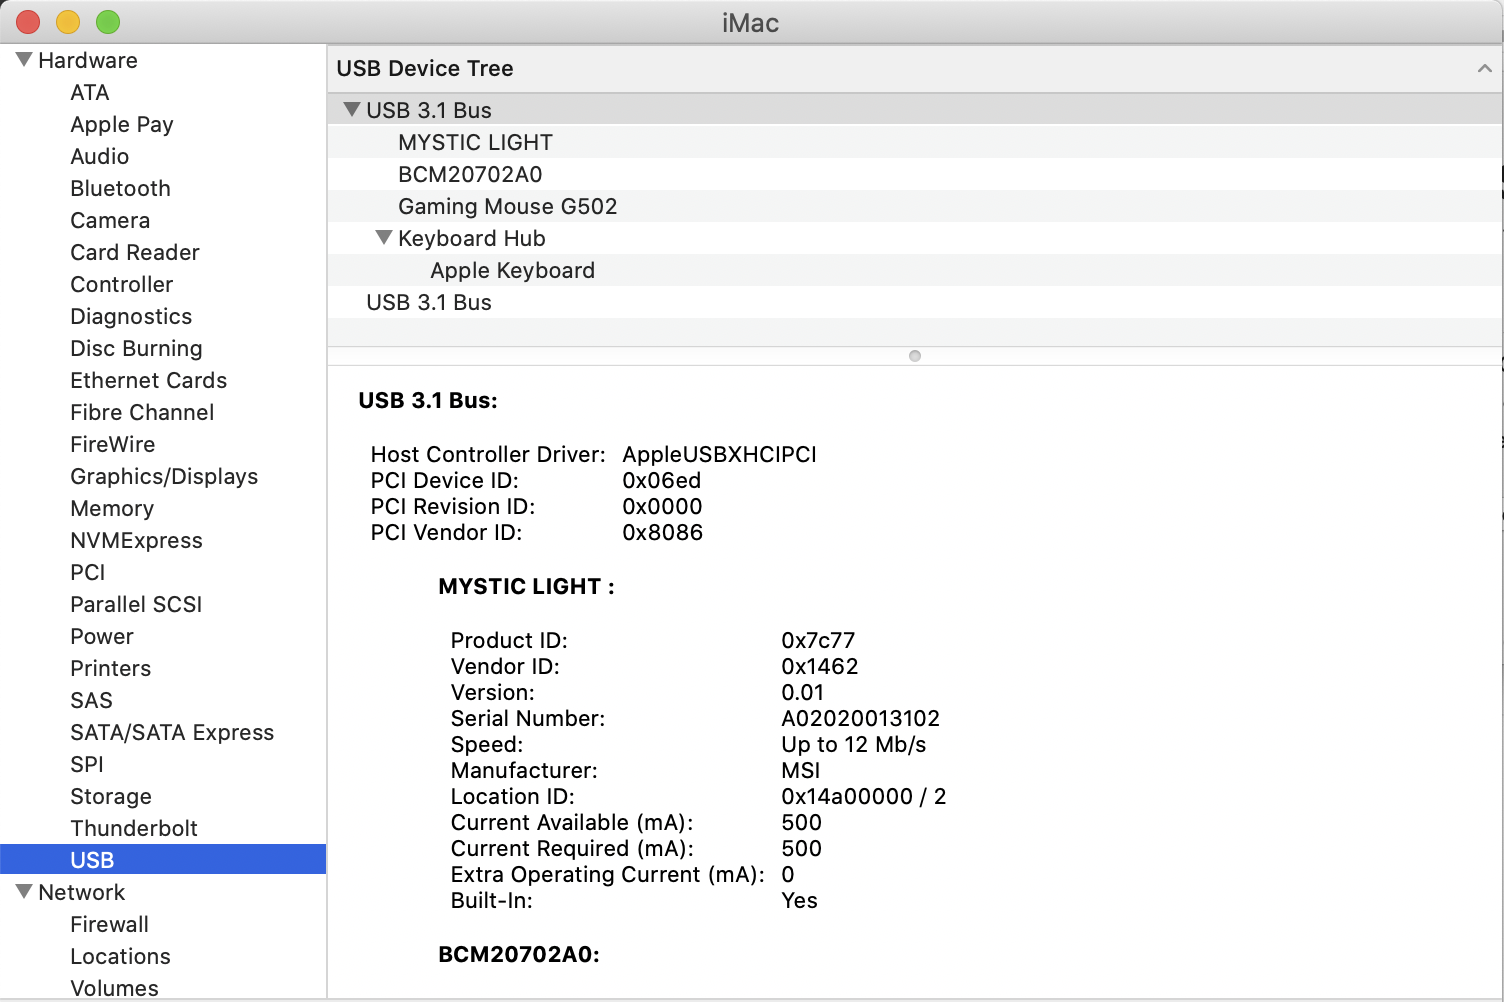 iMac
Hardware
ATA
Apple Pay
Audio
Bluetooth
Camera
Card Reader
Controller
Diagnostics
Disc Burning
Ethernet Cards
Fibre Channel
FireWire
Graphics/Displays
Memory
NVMExpress
PCI
Parallel SCSI
Power
Printers
SAS
SATA/SATA Express
SPI
Storage
Thunderbolt
USB
Network
Firewall
Locations
Volumes
USB Device Tree
USB 3.1 Bus
MYSTIC LIGHT
BCM20702A0
Gaming Mouse G502
Keyboard Hub
Apple Keyboard
USB 3.1 Bus
USB 3.1 Bus:
Host Controller Driver: AppleUSBXHCIPCI
PCI Device ID: 0x06ed
PCI Revision ID: 0x0000
PCI Vendor ID: 0x8086
MYSTIC LIGHT :
Product ID: 0x7c77
Vendor ID: 0x1462
Version: 0.01
Serial Number: A02020013102
Speed: Up to 12 Mb/s
Manufacturer: MSI
Location ID: 0x14a00000 / 2
Current Available (mA): 500
Current Required (mA): 500
Extra Operating Current (mA): 0
Built-In: Yes
BCM20702A0: